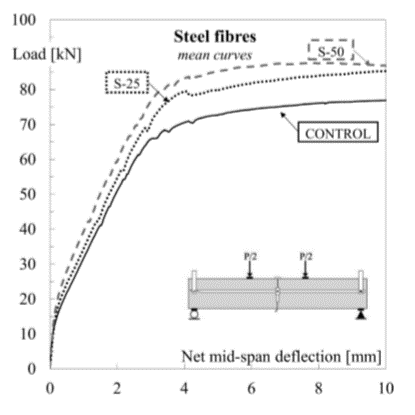 100
Load [kN]
90
80
70
60
50
40
30
20
10
0
Steel fibres
mean curves
S-50
S-25
CONTROL
P/2 P/2
Net mid-span deflection [mm]
0 2 4 6 8 10